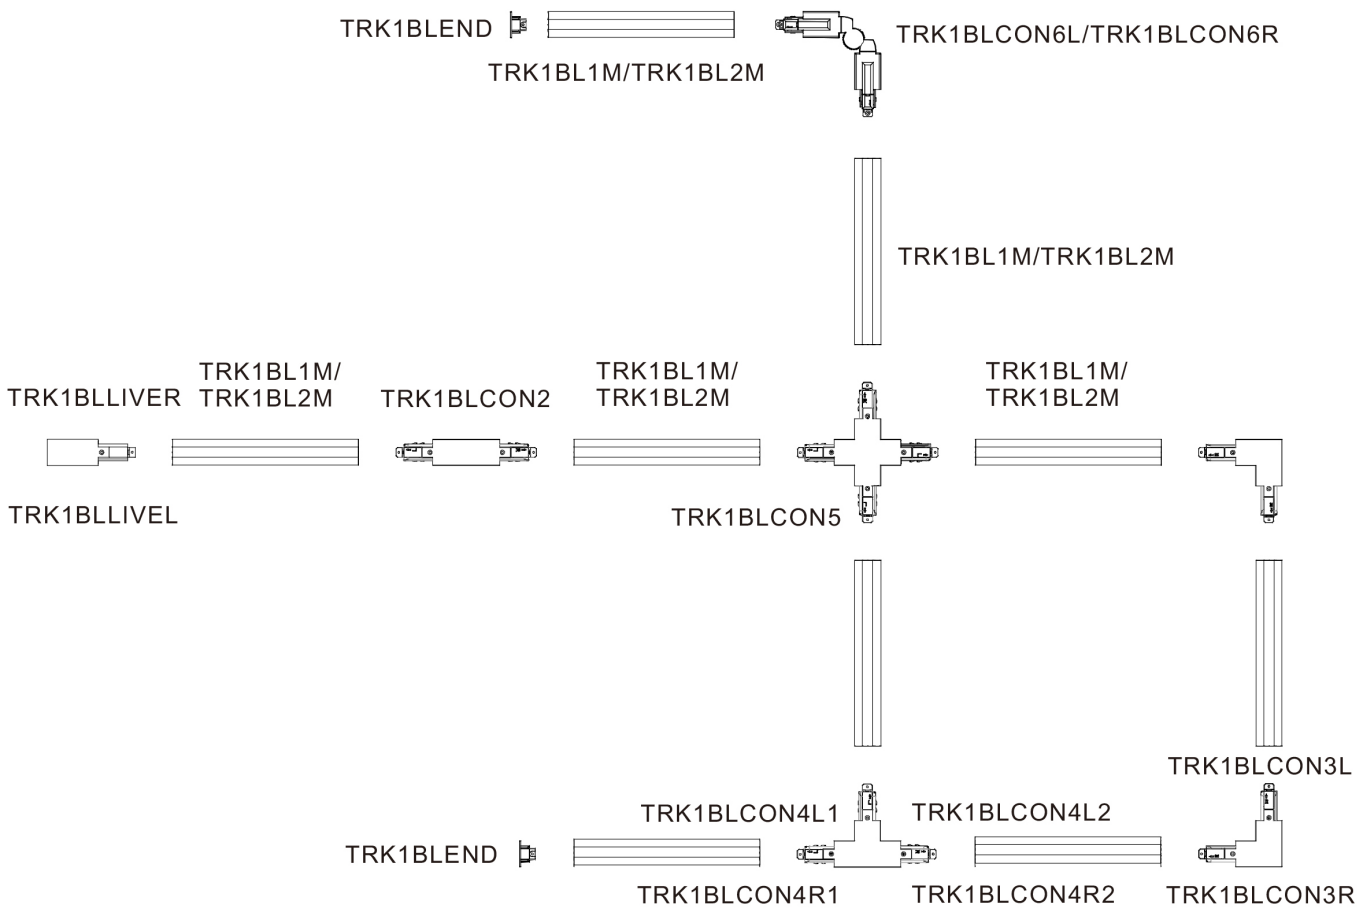 TRK1BLEND
TRK1BLCON6L/TRK1BLCON6R
TRK1BL1M/TRK1BL2M
TRK1BL1M/TRK1BL2M
TRK1BLLIVER
TRK1BL1M/
TRK1BL2M
TRK1BLCON2
TRK1BL1M/
TRK1BL2M
TRK1BL1M/
TRK1BL2M
TRK1BLLIVEL
TRK1BLCON5
TRK1BLCON3L
TRK1BLCON4L1
TRK1BLCON4L2
TRK1BLEND
TRK1BLCON4R1
TRK1BLCON4R2
TRK1BLCON3R